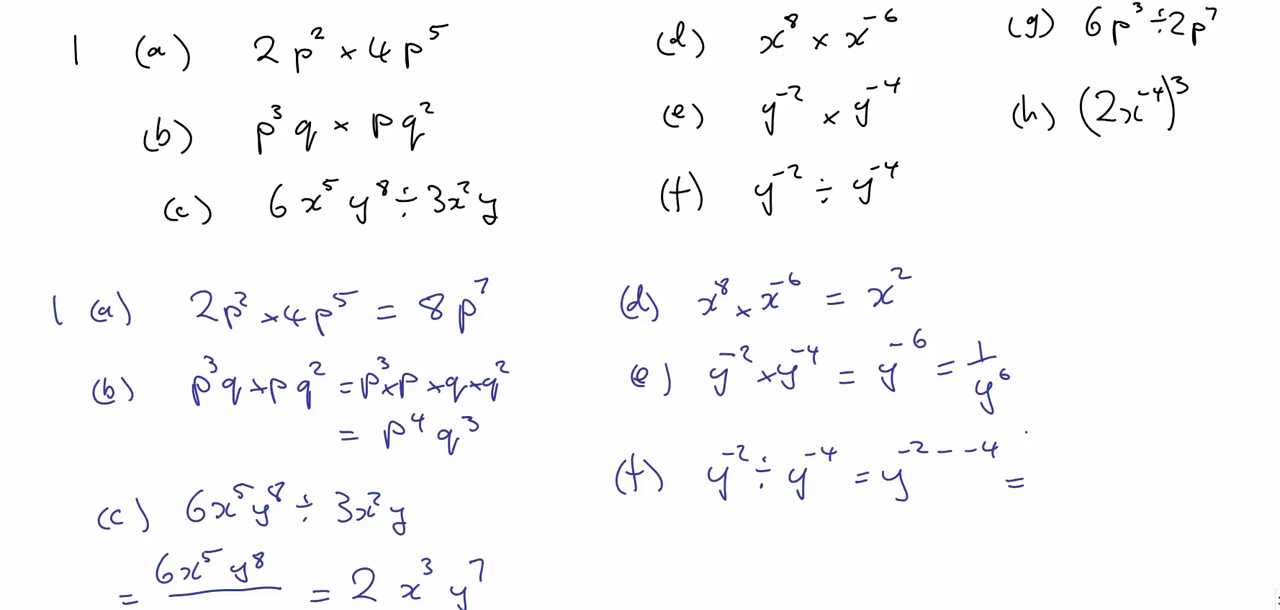 1 (a) 2p² × 4p⁵
(b) p³q × pq²
(c) 6x⁵y⁸ ÷ 3x²y
(d) x⁸ × x⁻⁶
(e) y⁻² × y⁻⁴
(f) y⁻² ÷ y⁻⁴
(g) 6p³ ÷ 2p⁷
(h) (2x⁻⁴)³
1 (a) 2p² × 4p⁵ = 8p⁷
(b) p³q × pq² = p³ × p × q × q²
= p⁴q³
(c) 6x⁵y⁸ ÷ 3x²y
= 6x⁵y⁸ = 2x³y⁷
(d) x⁸ × x⁻⁶ = x²
(e) y⁻² × y⁻⁴ = y⁻⁶ = 1/y⁶
(f) y⁻² ÷ y⁻⁴ = y⁻²⁻⁻⁴ =